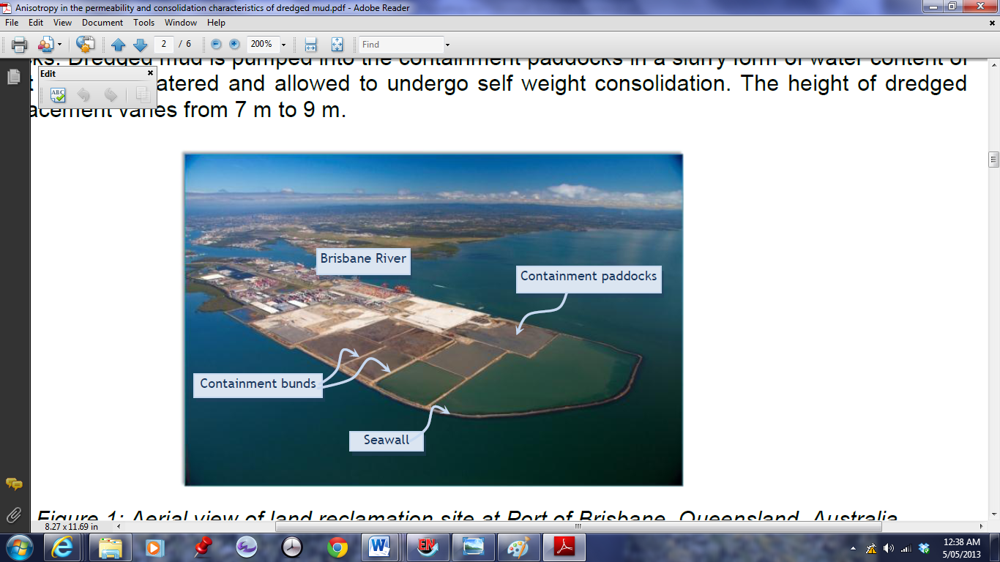 Anisotropy in the permeability and consolidation characteristics of dredged mud.pdf - Adobe Reader
File Edit View Document Tools Window Help
2 / 6 200% Find
Dredged mud is pumped into the containment paddocks in a slurry form of water content of
Edit
atered and allowed to undergo self weight consolidation. The height of dredged
acement varies from 7 m to 9 m.
Brisbane River
Containment paddocks
Containment bunds
Seawall
Figure 1: Aerial view of land reclamation site at Port of Brisbane, Queensland, Australia
8.27 x 11.69 in
12:38 AM
5/05/2013